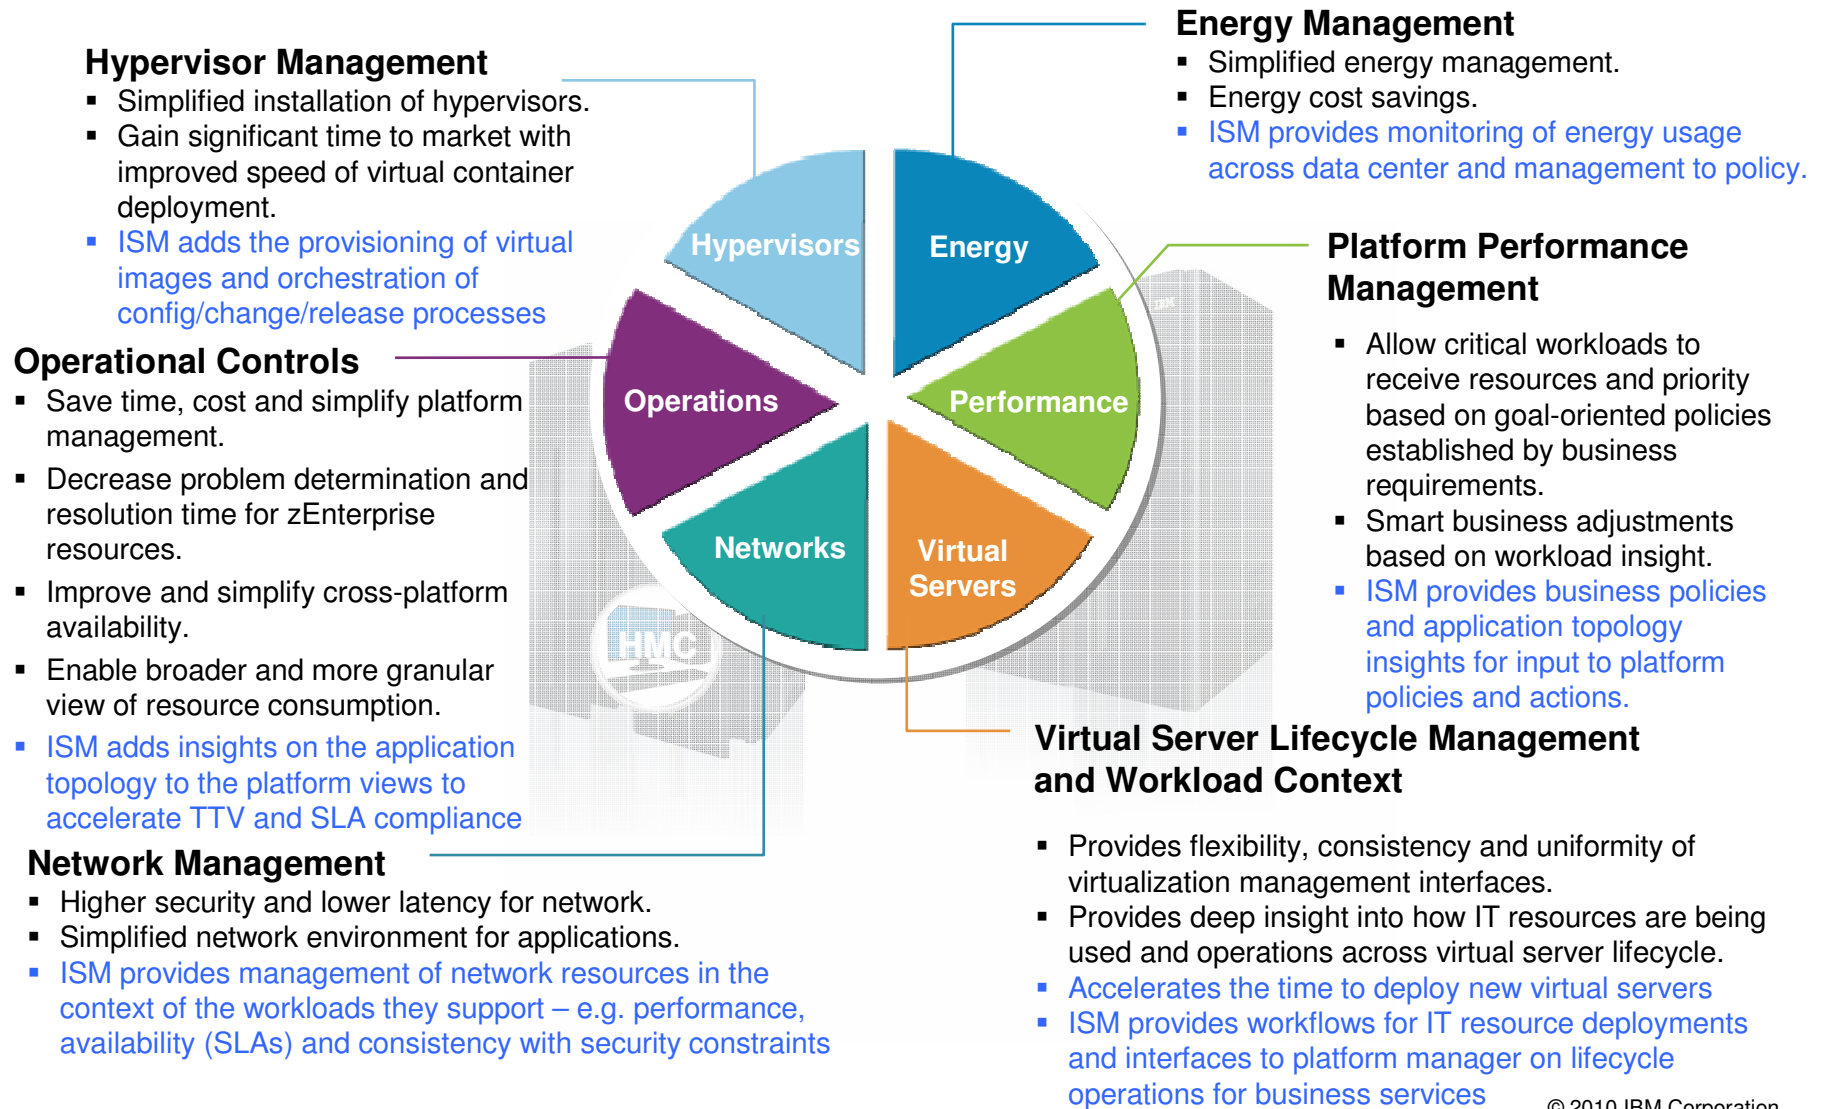 Energy Management
▪ Simplified energy management.
▪ Energy cost savings.
▪ ISM provides monitoring of energy usage
across data center and management to policy.
Hypervisor Management
▪ Simplified installation of hypervisors.
▪ Gain significant time to market with
improved speed of virtual container
deployment.
▪ ISM adds the provisioning of virtual
images and orchestration of
config/change/release processes
Hypervisors
Energy
Platform Performance
Management
▪ Allow critical workloads to
receive resources and priority
based on goal-oriented policies
established by business
requirements.
▪ Smart business adjustments
based on workload insight.
▪ ISM provides business policies
and application topology
insights for input to platform
policies and actions.
IBM
Operational Controls
▪ Save time, cost and simplify platform
management.
▪ Decrease problem determination and
resolution time for zEnterprise
resources.
▪ Improve and simplify cross-platform
availability.
▪ Enable broader and more granular
view of resource consumption.
▪ ISM adds insights on the application
topology to the platform views to
accelerate TTV and SLA compliance
Operations
Performance
Networks
Virtual
Servers
HMC
Virtual Server Lifecycle Management
and Workload Context
▪ Provides flexibility, consistency and uniformity of
virtualization management interfaces.
▪ Provides deep insight into how IT resources are being
used and operations across virtual server lifecycle.
▪ Accelerates the time to deploy new virtual servers
▪ ISM provides workflows for IT resource deployments
and interfaces to platform manager on lifecycle
operations for business services
Network Management
▪ Higher security and lower latency for network.
▪ Simplified network environment for applications.
▪ ISM provides management of network resources in the
context of the workloads they support – e.g. performance,
availability (SLAs) and consistency with security constraints
© 2010 IBM Corporation